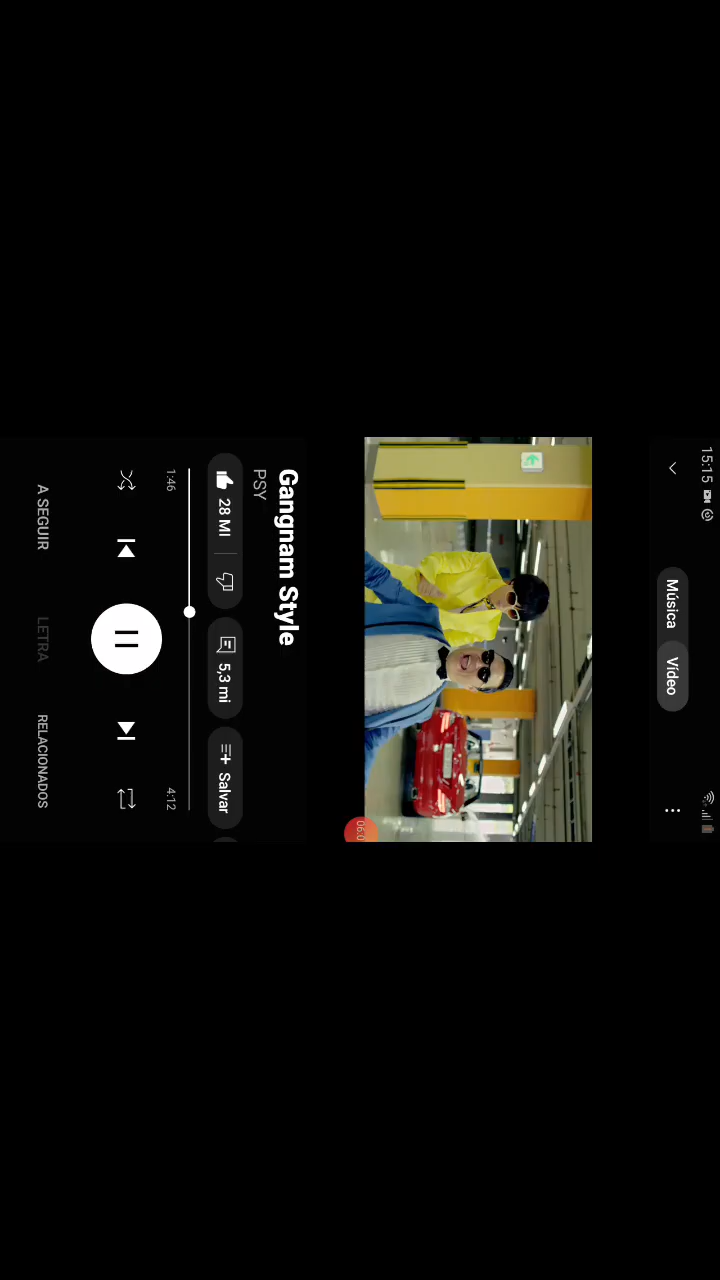 15:15
Música Vídeo
Gangnam Style
PSY
28 MI
5,3 mi
Salvar
1:46
4:12
A SEGUIR
LETRA
RELACIONADOS